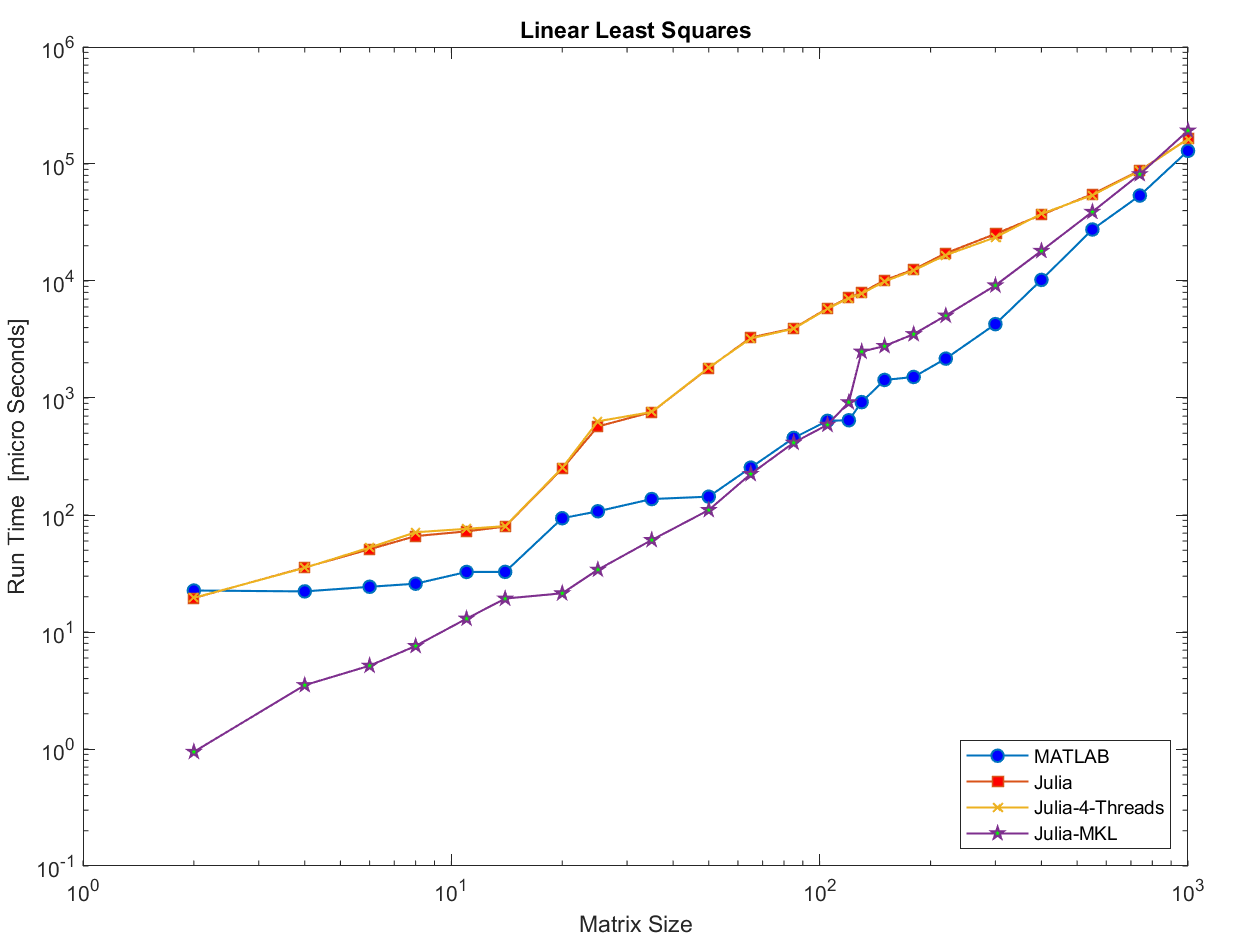 Linear Least Squares
10^6
10^5
10^4
10^3
10^2
10^1
10^0
10^-1
Run Time [micro Seconds]
10^0 10^1 10^2 10^3
Matrix Size
MATLAB
Julia
Julia-4-Threads
Julia-MKL